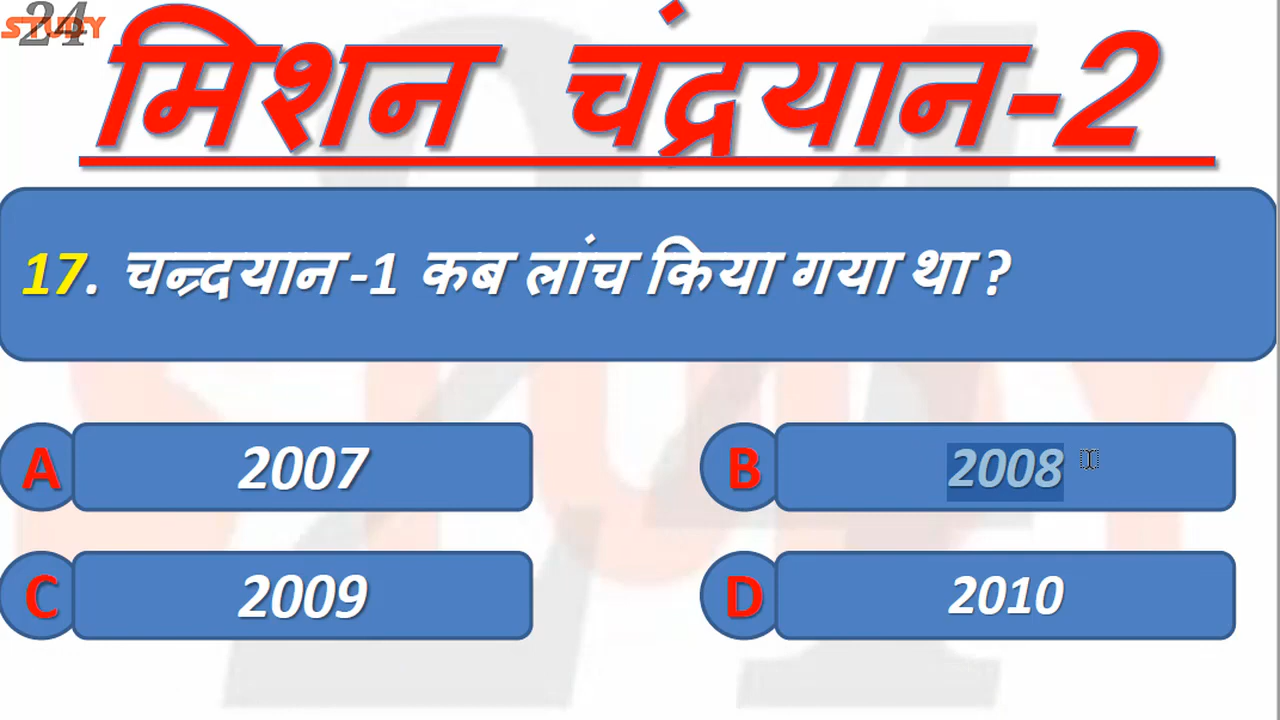 24
STUDY
मिशन चंद्रयान-2
17. चन्द्रयान -1 कब लांच किया गया था ?
A 2007
B 2008
C 2009
D 2010